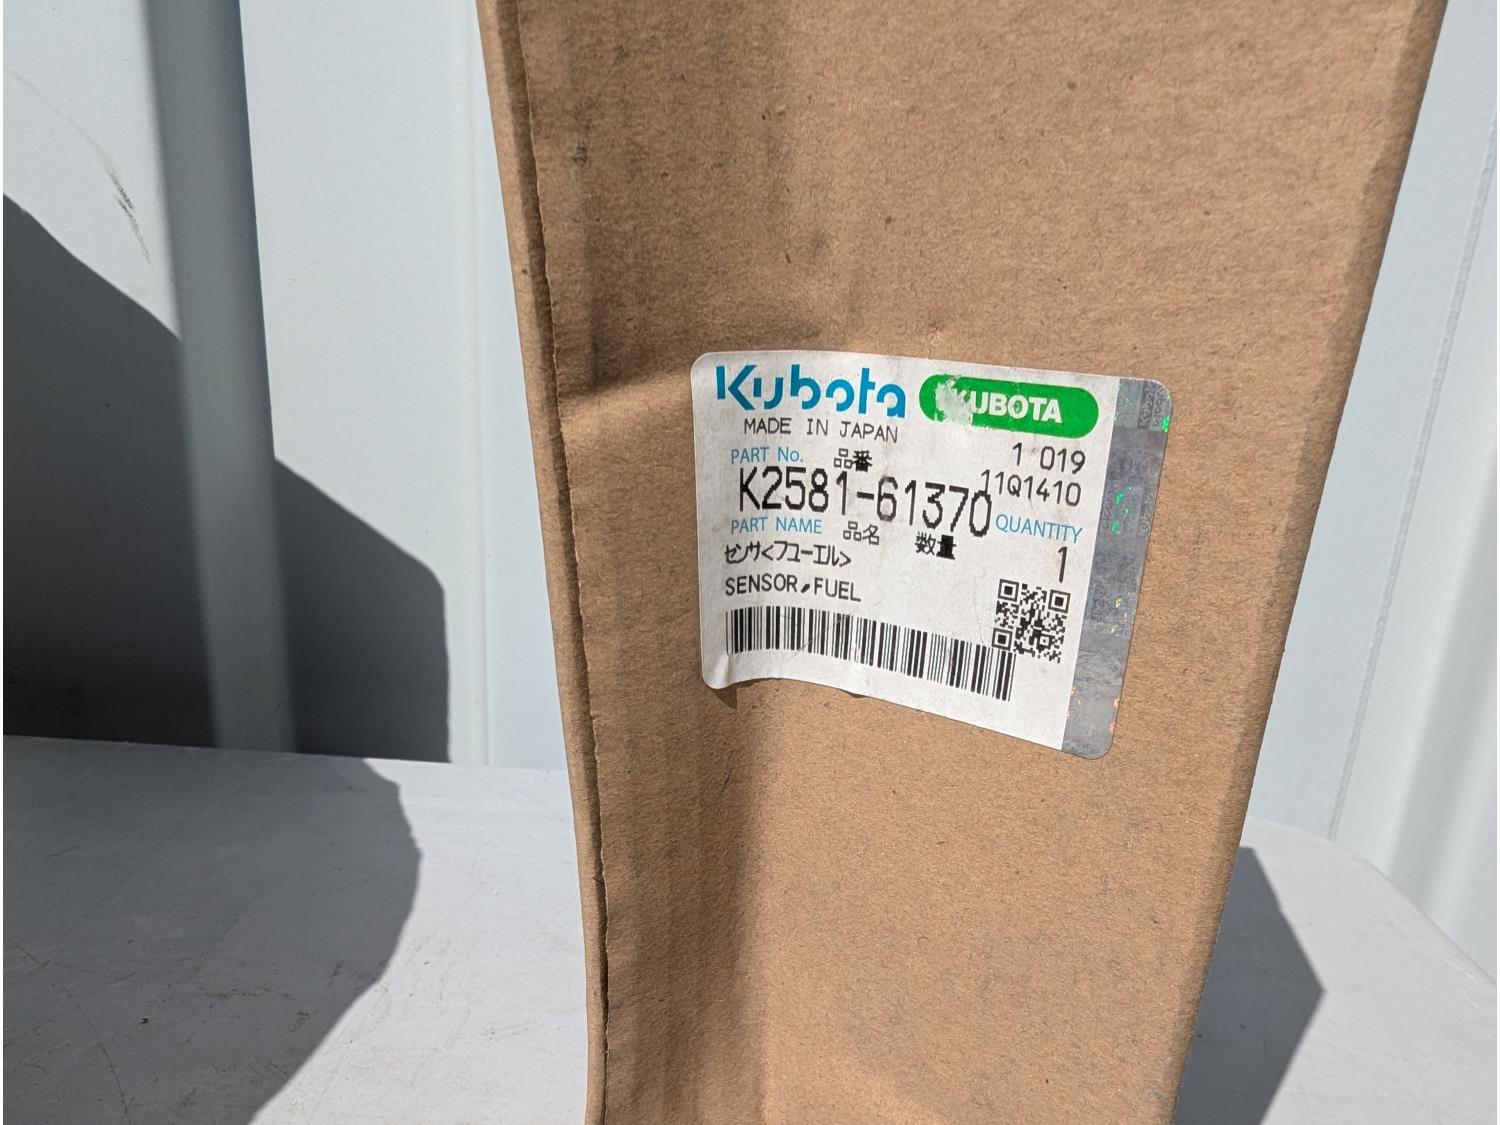 Kubota KUBOTA
MADE IN JAPAN
PART No. 品番 1 019
K2581-61370 11Q1410
PART NAME 品名 数量 QUANTITY
センサ<フユーエル> 1
SENSOR,FUEL